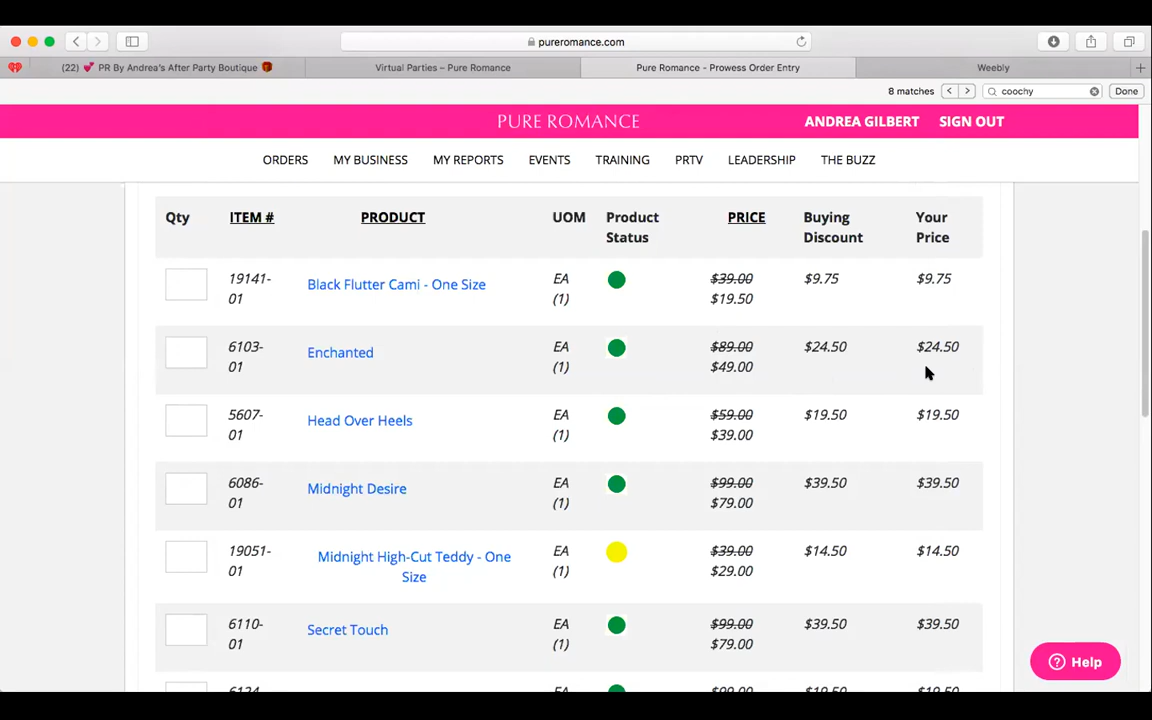 pureromance.com
(22) 💕 PR By Andrea's After Party Boutique 🎁
Virtual Parties – Pure Romance
Pure Romance - Prowess Order Entry
Weebly
8 matches
coochy
Done
PURE ROMANCE
ANDREA GILBERT
SIGN OUT
ORDERS
MY BUSINESS
MY REPORTS
EVENTS
TRAINING
PRTV
LEADERSHIP
THE BUZZ
Qty ITEM # PRODUCT UOM Product Status PRICE Buying Discount Your Price
19141-01 Black Flutter Cami - One Size EA (1) $39.00 $19.50 $9.75 $9.75
6103-01 Enchanted EA (1) $89.00 $49.00 $24.50 $24.50
5607-01 Head Over Heels EA (1) $59.00 $39.00 $19.50 $19.50
6086-01 Midnight Desire EA (1) $99.00 $79.00 $39.50 $39.50
19051-01 Midnight High-Cut Teddy - One Size EA (1) $39.00 $29.00 $14.50 $14.50
6110-01 Secret Touch EA (1) $99.00 $79.00 $39.50 $39.50
Help